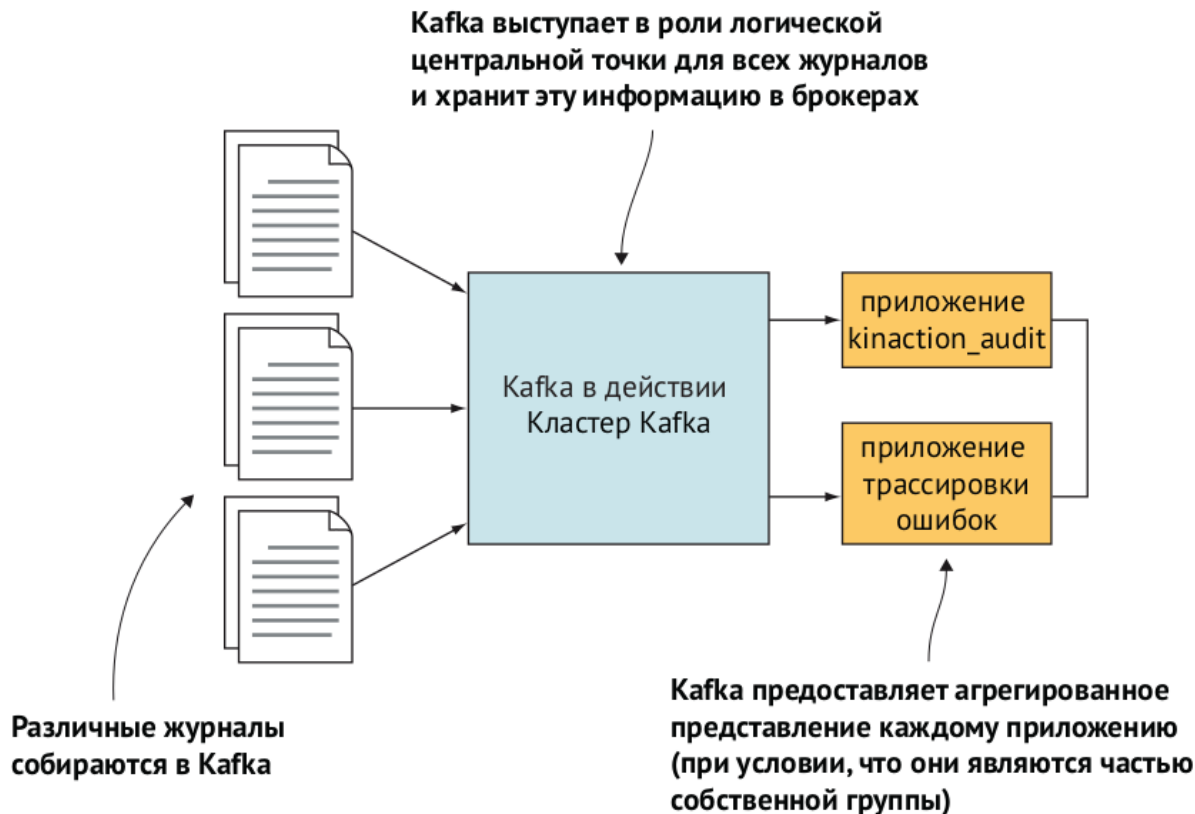 Kafka выступает в роли логической
центральной точки для всех журналов
и хранит эту информацию в брокерах
Kafka в действии
Кластер Kafka
приложение
kinaction_audit
приложение
трассировки
ошибок
Различные журналы
собираются в Kafka
Kafka предоставляет агрегированное
представление каждому приложению
(при условии, что они являются частью
собственной группы)